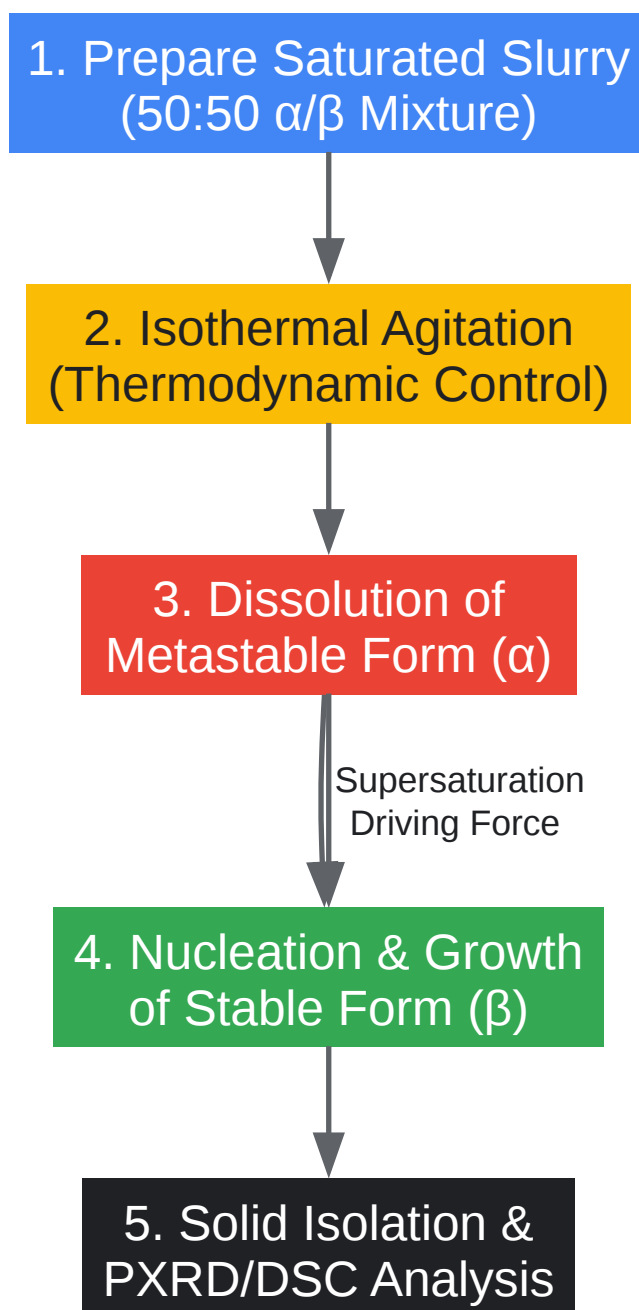 1. Prepare Saturated Slurry
(50:50 α/β Mixture)
2. Isothermal Agitation
(Thermodynamic Control)
3. Dissolution of
Metastable Form (α)
Supersaturation
Driving Force
4. Nucleation & Growth
of Stable Form (β)
5. Solid Isolation &
PXRD/DSC Analysis